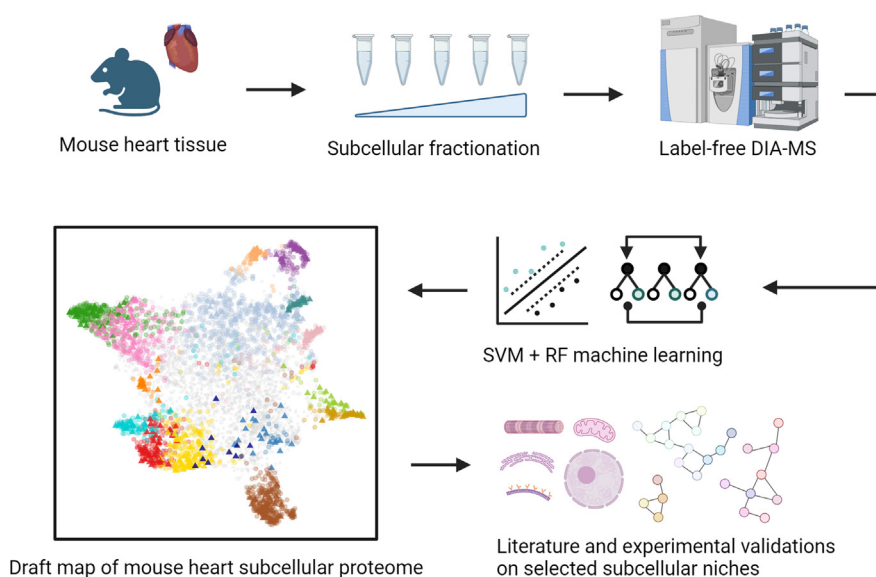 Mouse heart tissue
Subcellular fractionation
Label-free DIA-MS
SVM + RF machine learning
Draft map of mouse heart subcellular proteome
Literature and experimental validations
on selected subcellular niches